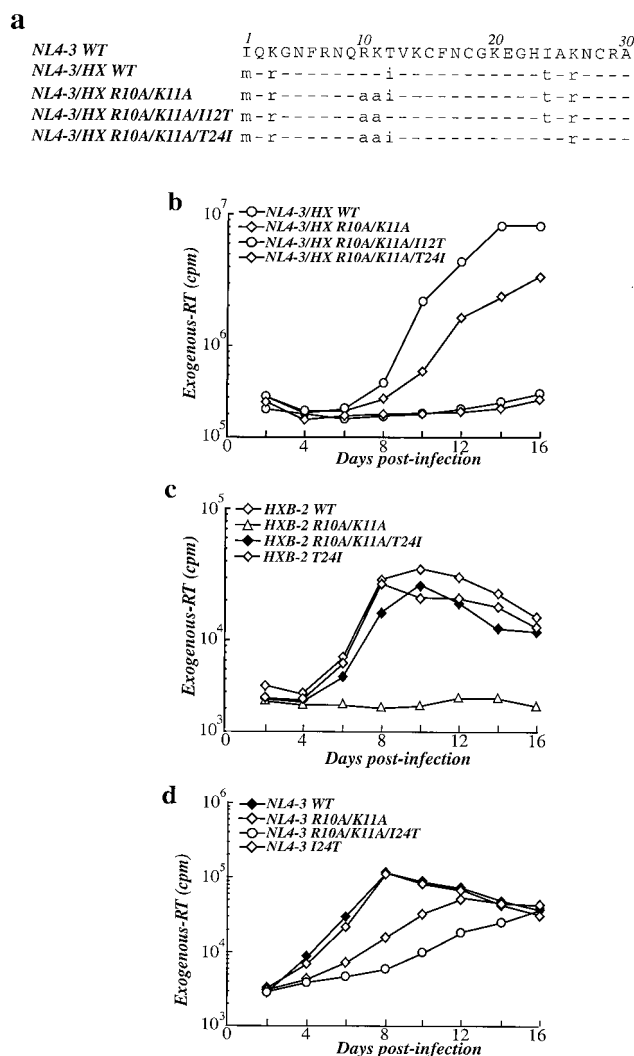 a
1 10 20 30
NL4-3 WT IQKGNFRNQRKTVKCFNCGKEGHIAKNCRA
NL4-3/HX WT m-r--------i-----------t-r----
NL4-3/HX R10A/K11A m-r------aai-----------t-r----
NL4-3/HX R10A/K11A/I12T m-r------aa------------t-r----
NL4-3/HX R10A/K11A/T24I m-r------aai-------------r----
b
10^7
NL4-3/HX WT
NL4-3/HX R10A/K11A
NL4-3/HX R10A/K11A/I12T
NL4-3/HX R10A/K11A/T24I
Exogenous-RT (cpm)
10^6
10^5
0 4 8 12 16
Days post-infection
c
10^5
HXB-2 WT
HXB-2 R10A/K11A
HXB-2 R10A/K11A/T24I
HXB-2 T24I
Exogenous-RT (cpm)
10^4
10^3
0 4 8 12 16
Days post-infection
d
10^6
NL4-3 WT
NL4-3 R10A/K11A
NL4-3 R10A/K11A/I24T
NL4-3 I24T
Exogenous-RT (cpm)
10^5
10^4
10^3
0 4 8 12 16
Days post-infection